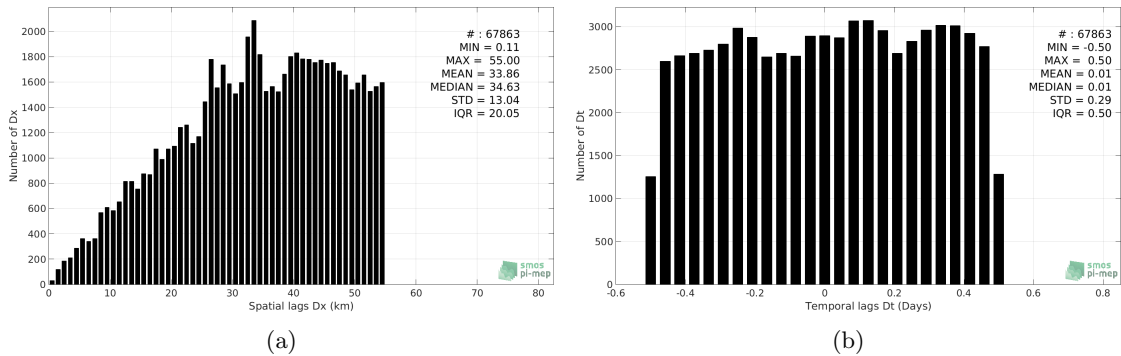 2000
1800
1600
1400
1200
1000
800
600
400
200
0
Number of Dx
# : 67863
MIN = 0.11
MAX = 55.00
MEAN = 33.86
MEDIAN = 34.63
STD = 13.04
IQR = 20.05
smos
pi-mep
0 10 20 30 40 50 60 70 80
Spatial lags Dx (km)
(a)
3000
2500
2000
1500
1000
500
0
Number of Dt
# : 67863
MIN = -0.50
MAX = 0.50
MEAN = 0.01
MEDIAN = 0.01
STD = 0.29
IQR = 0.50
smos
pi-mep
-0.6 -0.4 -0.2 0 0.2 0.4 0.6 0.8
Temporal lags Dt (Days)
(b)